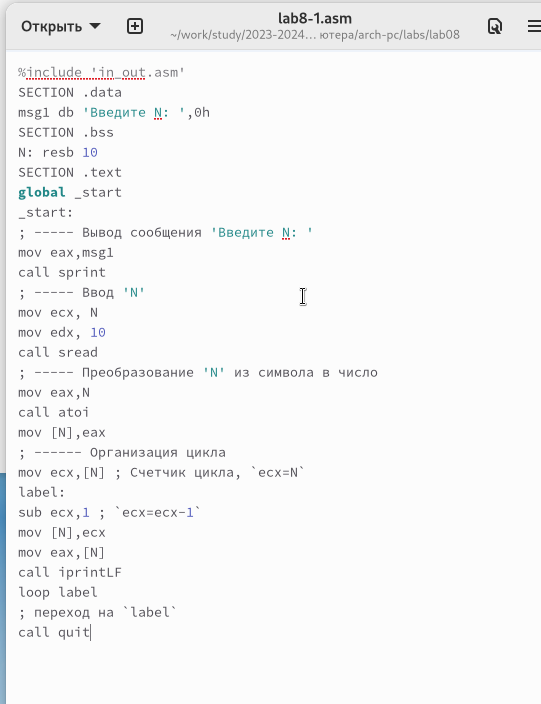 Открыть
lab8-1.asm
~/work/study/2023-2024… ютера/arch-pc/labs/lab08
%include 'in_out.asm'
SECTION .data
msg1 db 'Введите N: ',0h
SECTION .bss
N: resb 10
SECTION .text
global _start
_start:
; ----- Вывод сообщения 'Введите N: '
mov eax,msg1
call sprint
; ----- Ввод 'N'
mov ecx, N
mov edx, 10
call sread
; ----- Преобразование 'N' из символа в число
mov eax,N
call atoi
mov [N],eax
; ------ Организация цикла
mov ecx,[N] ; Счетчик цикла, `ecx=N`
label:
sub ecx,1 ; `ecx=ecx-1`
mov [N],ecx
mov eax,[N]
call iprintLF
loop label
; переход на `label`
call quit